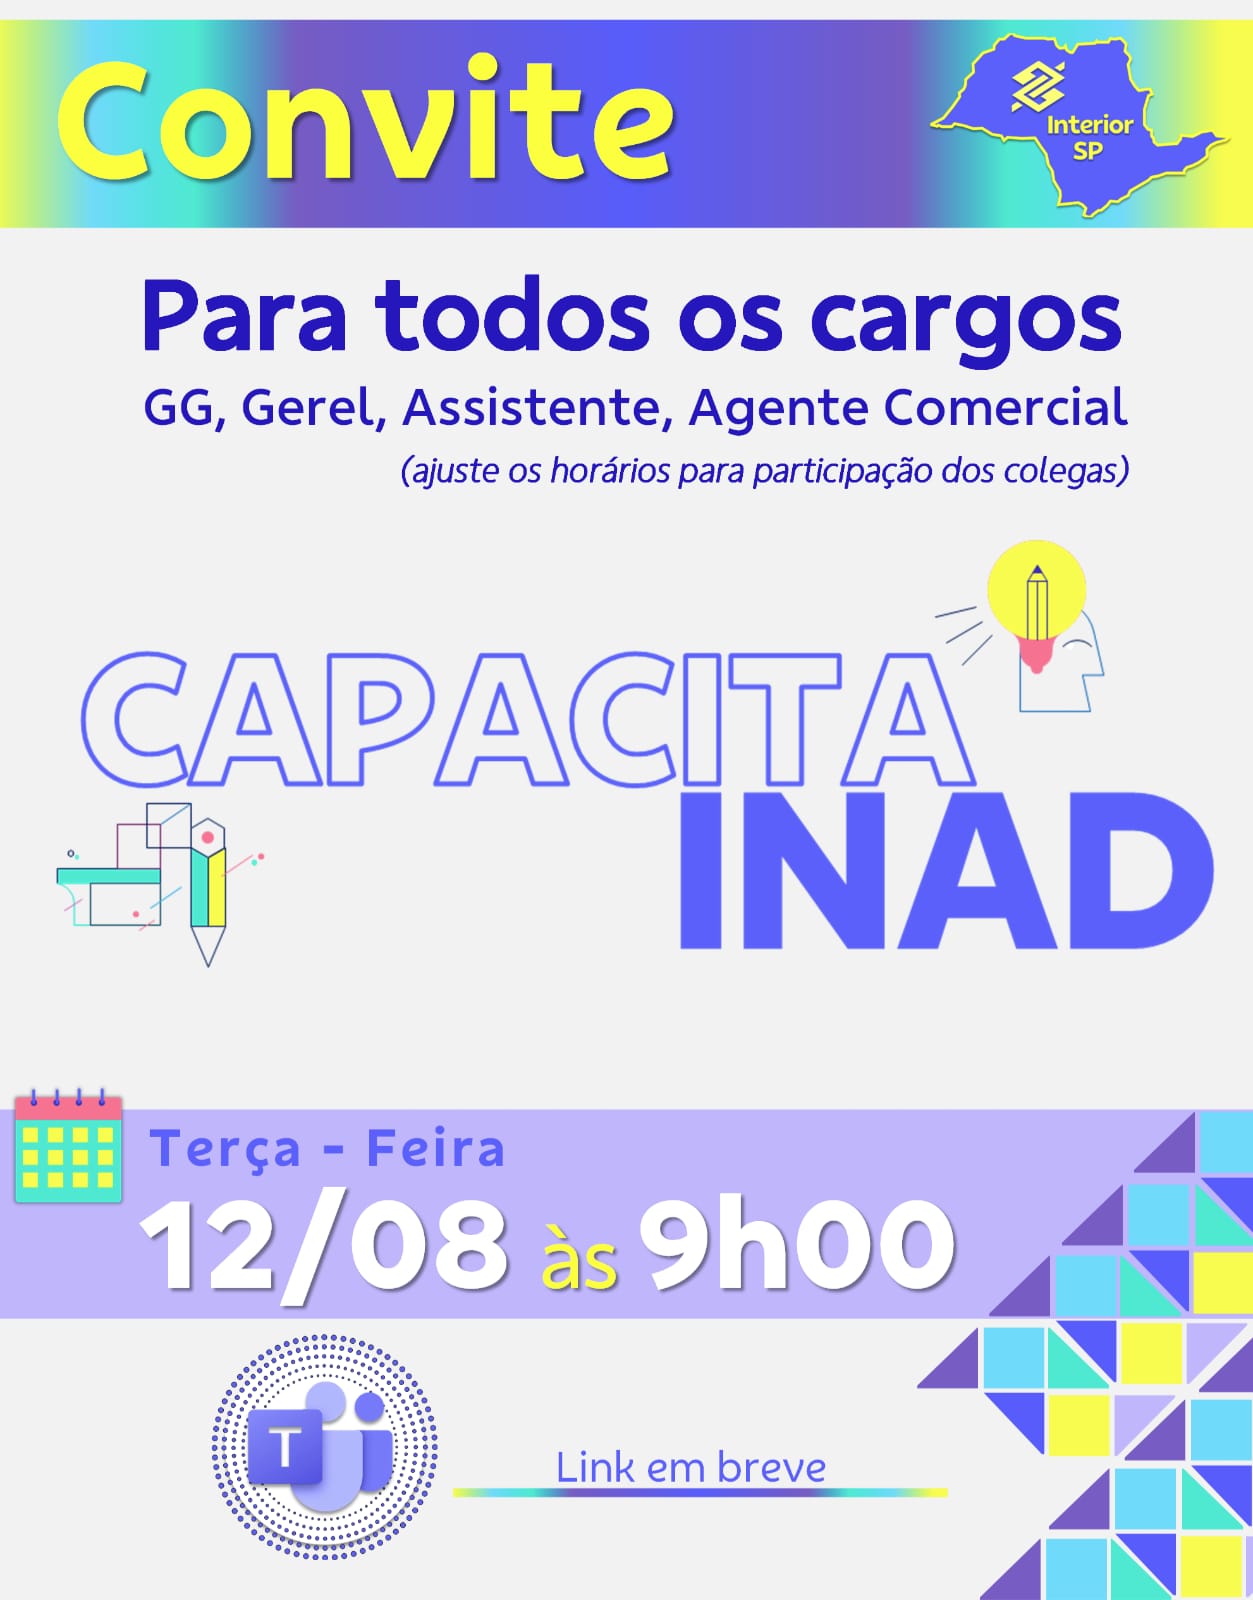 Convite
Interior
SP
Para todos os cargos
GG, Gerel, Assistente, Agente Comercial
(ajuste os horários para participação dos colegas)
CAPACITA
INAD
Terça - Feira
12/08 às 9h00
T
Link em breve